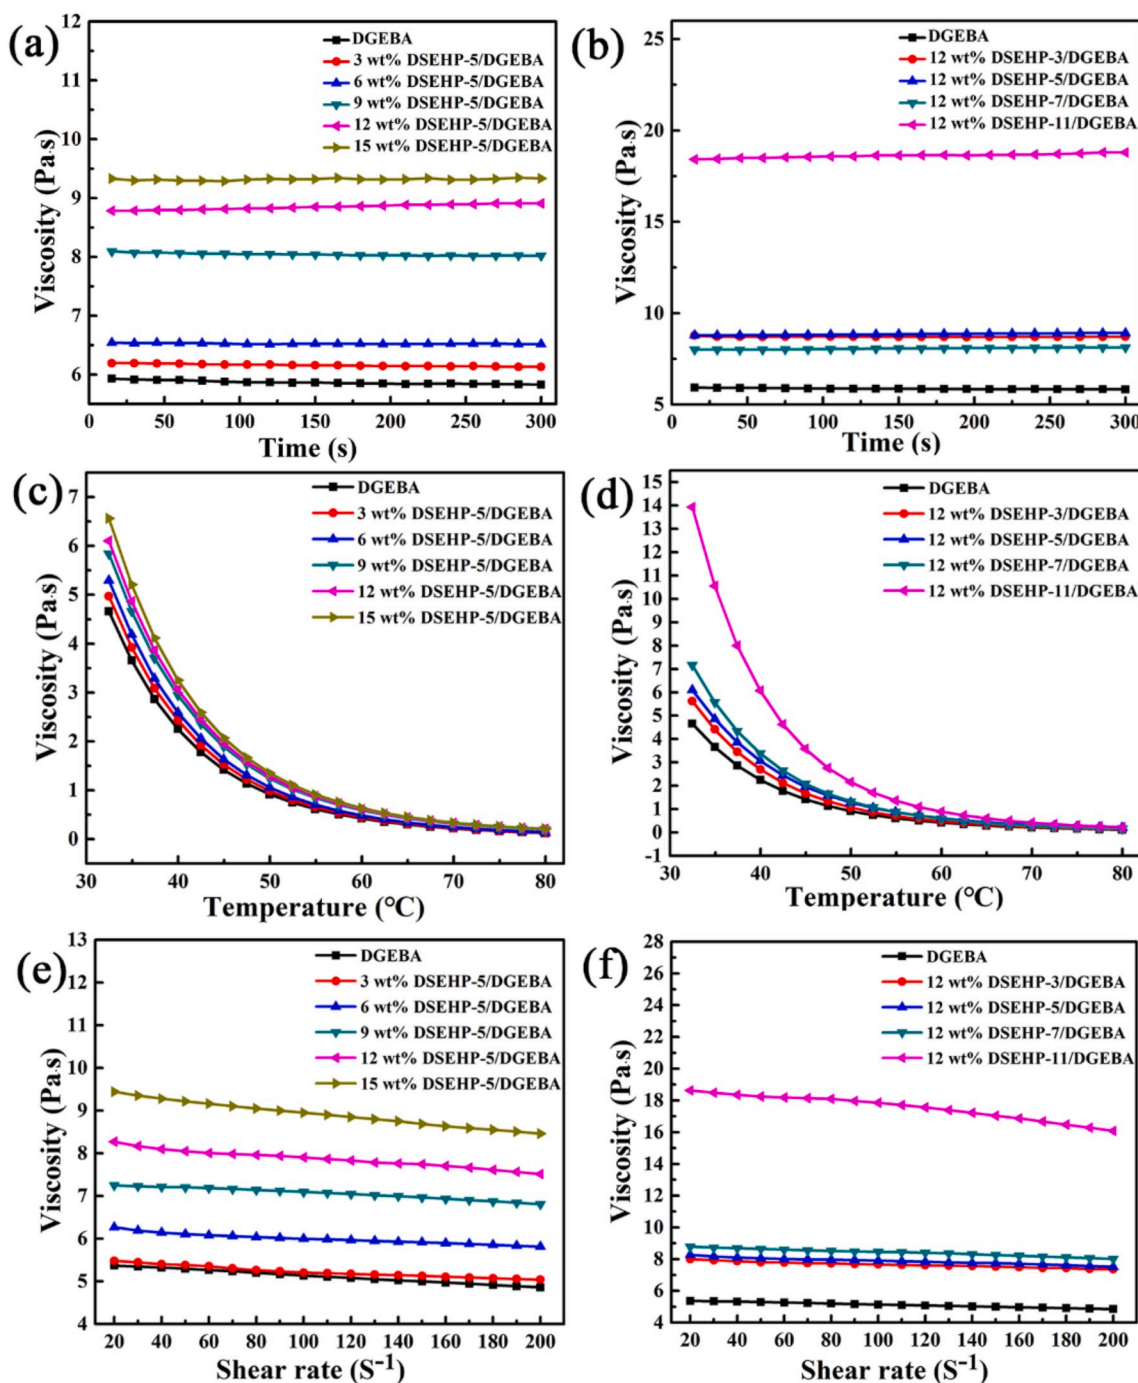 (a)
12
11
10
9
8
7
6
Viscosity (Pa.s)
DGEBA
3 wt% DSEHP-5/DGEBA
6 wt% DSEHP-5/DGEBA
9 wt% DSEHP-5/DGEBA
12 wt% DSEHP-5/DGEBA
15 wt% DSEHP-5/DGEBA
0 50 100 150 200 250 300
Time (s)
(b)
25
20
15
10
5
Viscosity (Pa.s)
DGEBA
12 wt% DSEHP-3/DGEBA
12 wt% DSEHP-5/DGEBA
12 wt% DSEHP-7/DGEBA
12 wt% DSEHP-11/DGEBA
0 50 100 150 200 250 300
Time (s)
(c)
7
6
5
4
3
2
1
0
Viscosity (Pa.s)
DGEBA
3 wt% DSEHP-5/DGEBA
6 wt% DSEHP-5/DGEBA
9 wt% DSEHP-5/DGEBA
12 wt% DSEHP-5/DGEBA
15 wt% DSEHP-5/DGEBA
30 40 50 60 70 80
Temperature (°C)
(d)
15
14
13
12
11
10
9
8
7
6
5
4
3
2
1
0
-1
Viscosity (Pa.s)
DGEBA
12 wt% DSEHP-3/DGEBA
12 wt% DSEHP-5/DGEBA
12 wt% DSEHP-7/DGEBA
12 wt% DSEHP-11/DGEBA
30 40 50 60 70 80
Temperature (°C)
(e)
13
12
11
10
9
8
7
6
5
4
Viscosity (Pa.s)
DGEBA
3 wt% DSEHP-5/DGEBA
6 wt% DSEHP-5/DGEBA
9 wt% DSEHP-5/DGEBA
12 wt% DSEHP-5/DGEBA
15 wt% DSEHP-5/DGEBA
20 40 60 80 100 120 140 160 180 200
Shear rate (S⁻¹)
(f)
28
26
24
22
20
18
16
14
12
10
8
6
4
Viscosity (Pa.s)
DGEBA
12 wt% DSEHP-3/DGEBA
12 wt% DSEHP-5/DGEBA
12 wt% DSEHP-7/DGEBA
12 wt% DSEHP-11/DGEBA
20 40 60 80 100 120 140 160 180 200
Shear rate (S⁻¹)